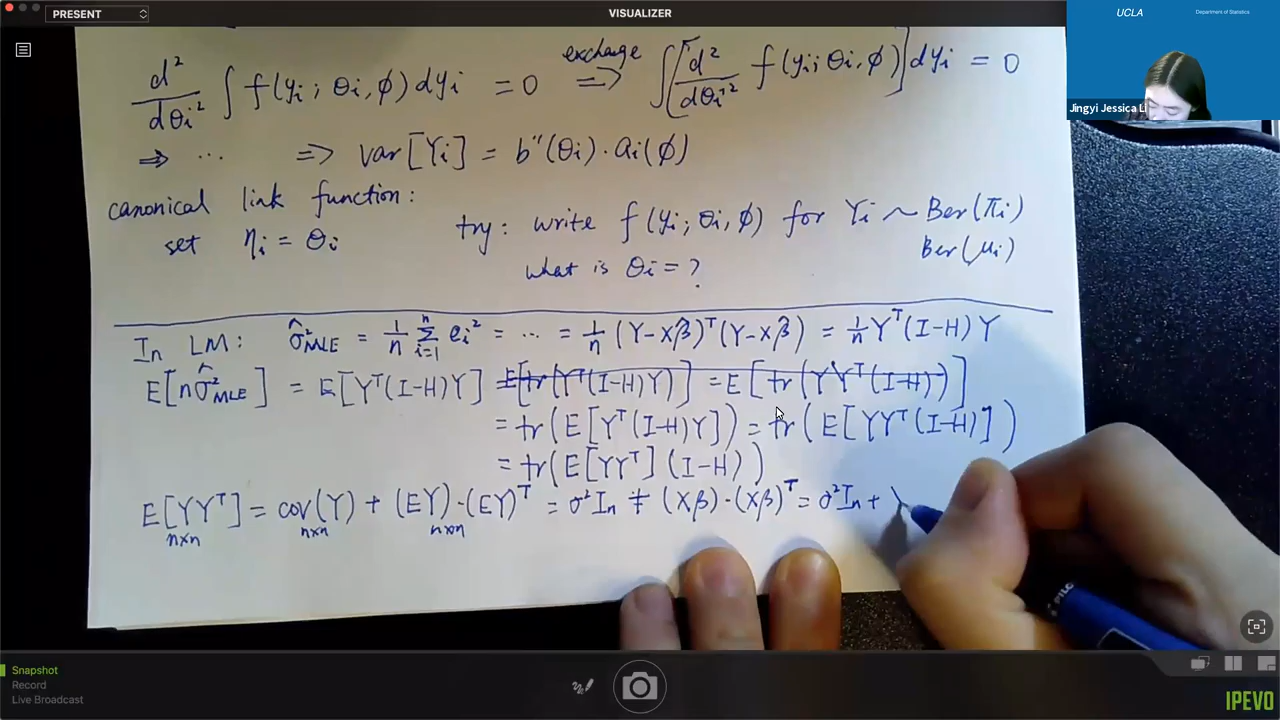 PRESENT
VISUALIZER
UCLA
Department of Statistics
Jingyi Jessica Li
d²/dθi² ∫ f(yi; θi, ϕ) dyi = 0 exchange => ∫ [d²/dθi² f(yi; θi, ϕ)] dyi = 0
=> ... => var[Yi] = b''(θi)·ai(ϕ)
canonical link function:
set ηi = θi
try: write f(yi; θi, ϕ) for Yi ~ Ber(πi)
Ber(μi)
what is θi = ?
In LM: σ̂²MLE = 1/n Σ_{i=1}^n ei² = ... = 1/n (Y-Xβ̂)ᵀ(Y-Xβ̂) = 1/n Yᵀ(I-H)Y
E[nσ̂²MLE] = E[Yᵀ(I-H)Y] = E[tr(Yᵀ(I-H)Y)] = E[tr(YYᵀ(I-H))]
= tr(E[Yᵀ(I-H)Y]) = tr(E[YYᵀ(I-H)])
= tr(E[YYᵀ](I-H))
E[YYᵀ] = cov(Y) + (EY)·(EY)ᵀ = σ²In + (Xβ)·(Xβ)ᵀ = σ²In +
n×n n×n n×n
PILO
Snapshot
Record
Live Broadcast
IPEVO